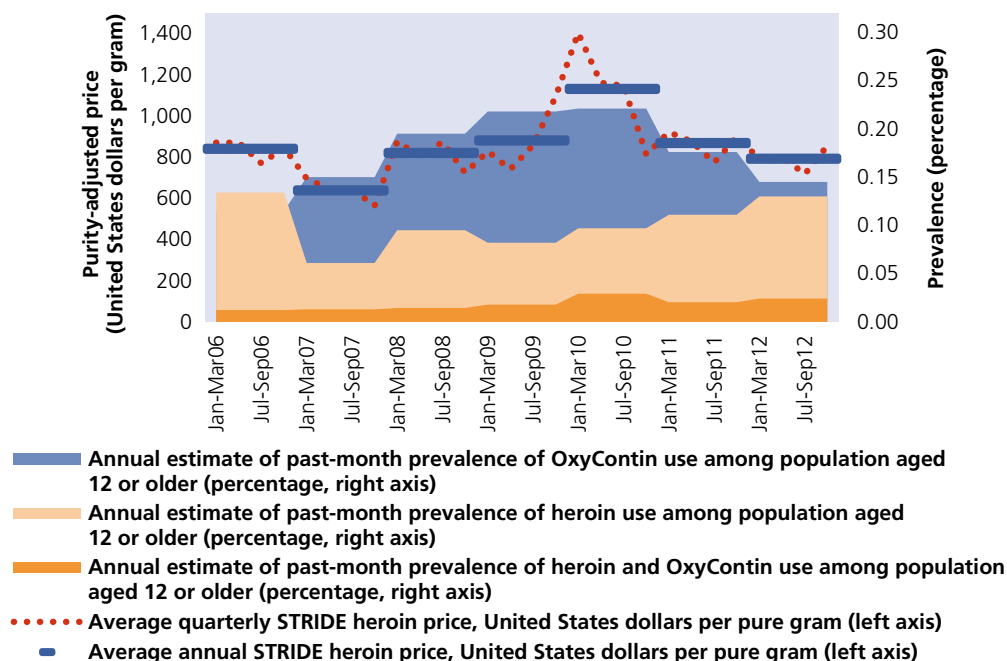 Purity-adjusted price
(United States dollars per gram)
1,400
1,200
1,000
800
600
400
200
0
0.30
0.25
0.20
0.15
0.10
0.05
0.00
Prevalence (percentage)
Jan-Mar06
Jul-Sep06
Jan-Mar07
Jul-Sep07
Jan-Mar08
Jul-Sep08
Jan-Mar09
Jul-Sep09
Jan-Mar10
Jul-Sep10
Jan-Mar11
Jul-Sep11
Jan-Mar12
Jul-Sep12
Annual estimate of past-month prevalence of OxyContin use among population aged
12 or older (percentage, right axis)
Annual estimate of past-month prevalence of heroin use among population aged
12 or older (percentage, right axis)
Annual estimate of past-month prevalence of heroin and OxyContin use among population
aged 12 or older (percentage, right axis)
Average quarterly STRIDE heroin price, United States dollars per pure gram (left axis)
Average annual STRIDE heroin price, United States dollars per pure gram (left axis)